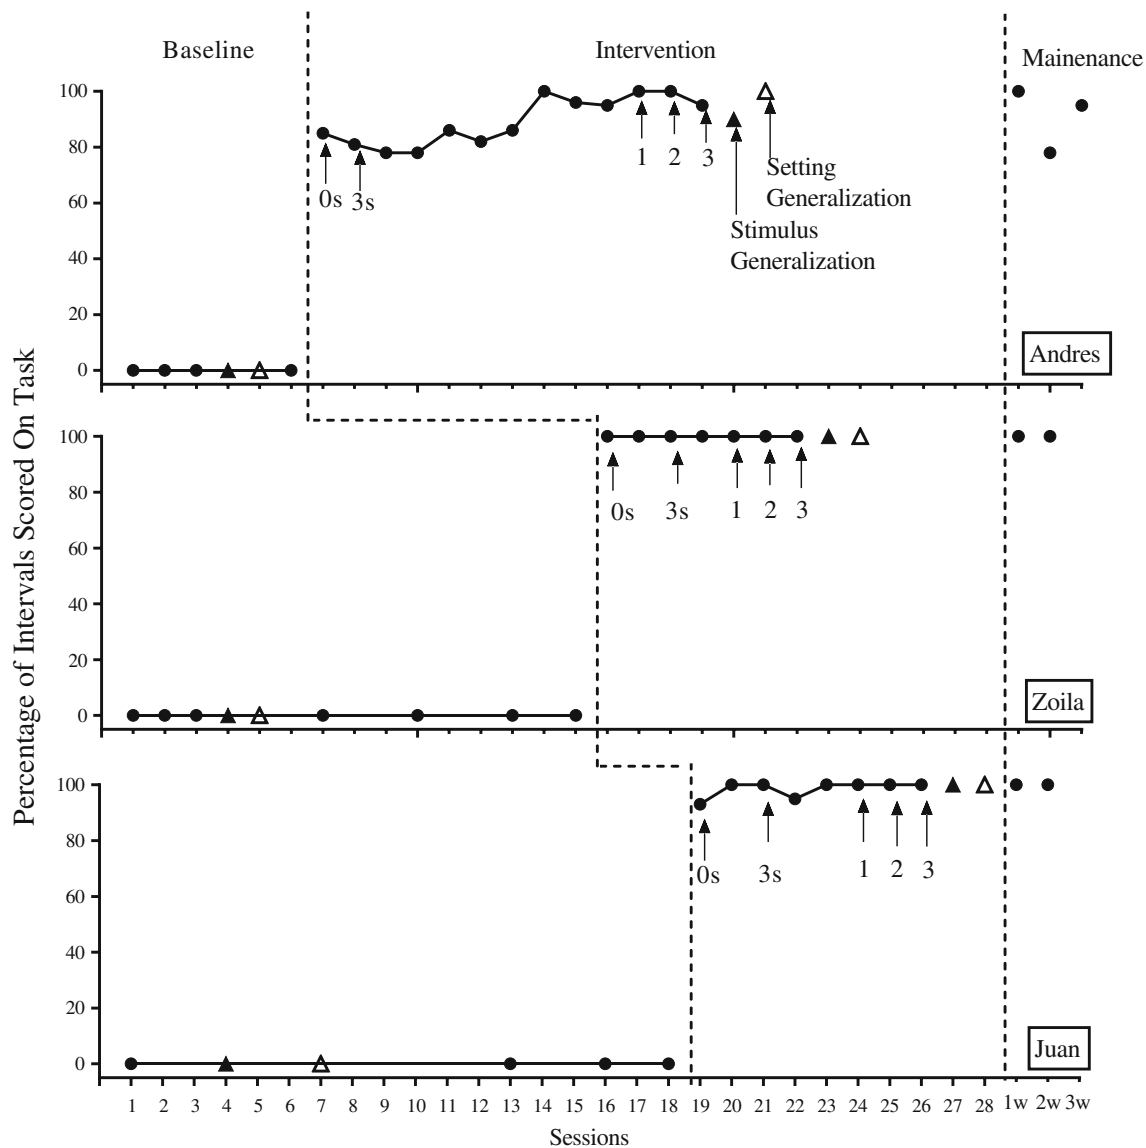 Baseline
Intervention
Mainenance
Percentage of Intervals Scored On Task
100
80
60
40
20
0
0s
3s
1
2
3
Setting
Generalization
Stimulus
Generalization
Andres
100
80
60
40
20
0
0s
3s
1
2
3
Zoila
100
80
60
40
20
0
0s
3s
1
2
3
Juan
1 2 3 4 5 6 7 8 9 10 11 12 13 14 15 16 17 18 19 20 21 22 23 24 25 26 27 28 1w 2w 3w
Sessions